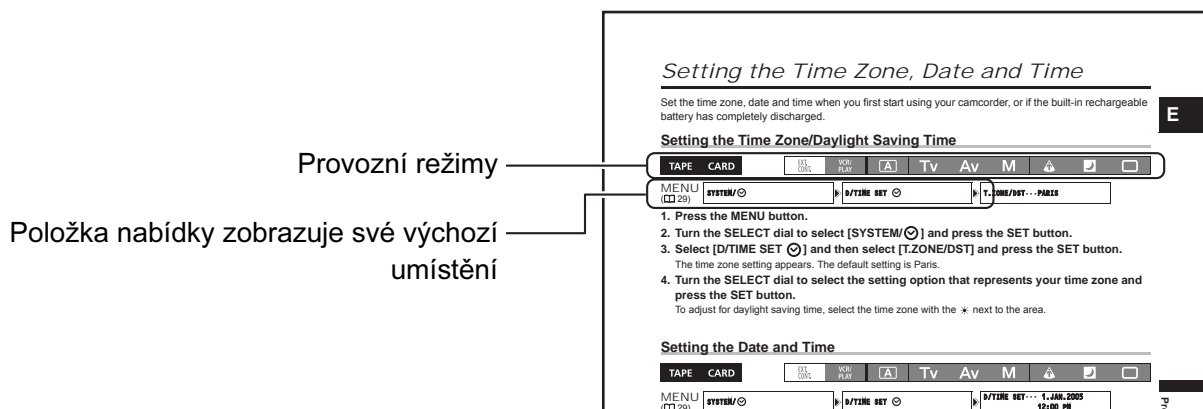 Setting the Time Zone, Date and Time
Set the time zone, date and time when you first start using your camcorder, or if the built-in rechargeable
battery has completely discharged.
E
Setting the Time Zone/Daylight Saving Time
Provozní režimy
TAPE CARD EXT. CONT. VCR/ PLAY A Tv Av M
MENU SYSTEM/ D/TIME SET T.ZONE/DST···PARIS
( 29)
Položka nabídky zobrazuje své výchozí
umístění
1. Press the MENU button.
2. Turn the SELECT dial to select [SYSTEM/ ] and press the SET button.
3. Select [D/TIME SET ] and then select [T.ZONE/DST] and press the SET button.
The time zone setting appears. The default setting is Paris.
4. Turn the SELECT dial to select the setting option that represents your time zone and
press the SET button.
To adjust for daylight saving time, select the time zone with the ☀ next to the area.
Setting the Date and Time
TAPE CARD EXT. CONT. VCR/ PLAY A Tv Av M
MENU SYSTEM/ D/TIME SET D/TIME SET··· 1.JAN.2005
( 29) 12:00 PM